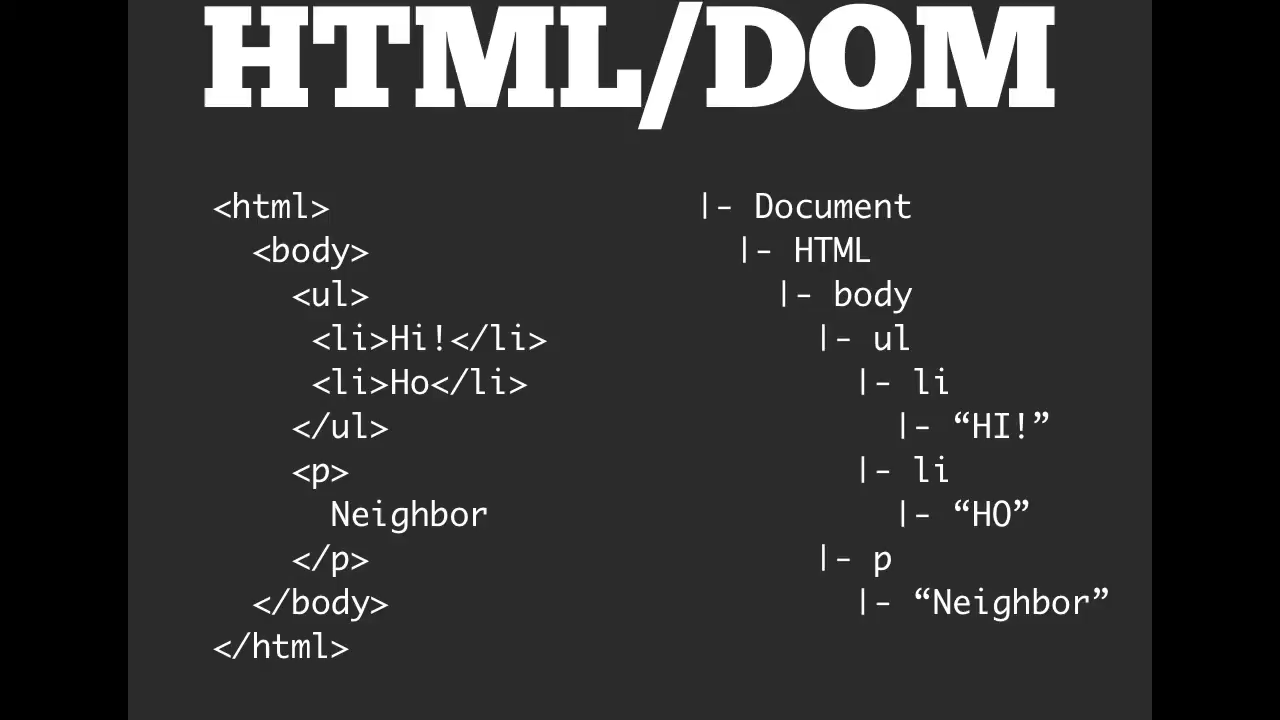 HTML/DOM
<html>
<body>
<ul>
<li>Hi!</li>
<li>Ho</li>
</ul>
<p>
Neighbor
</p>
</body>
</html>
|- Document
|- HTML
|- body
|- ul
|- li
|- “HI!”
|- li
|- “HO”
|- p
|- “Neighbor”